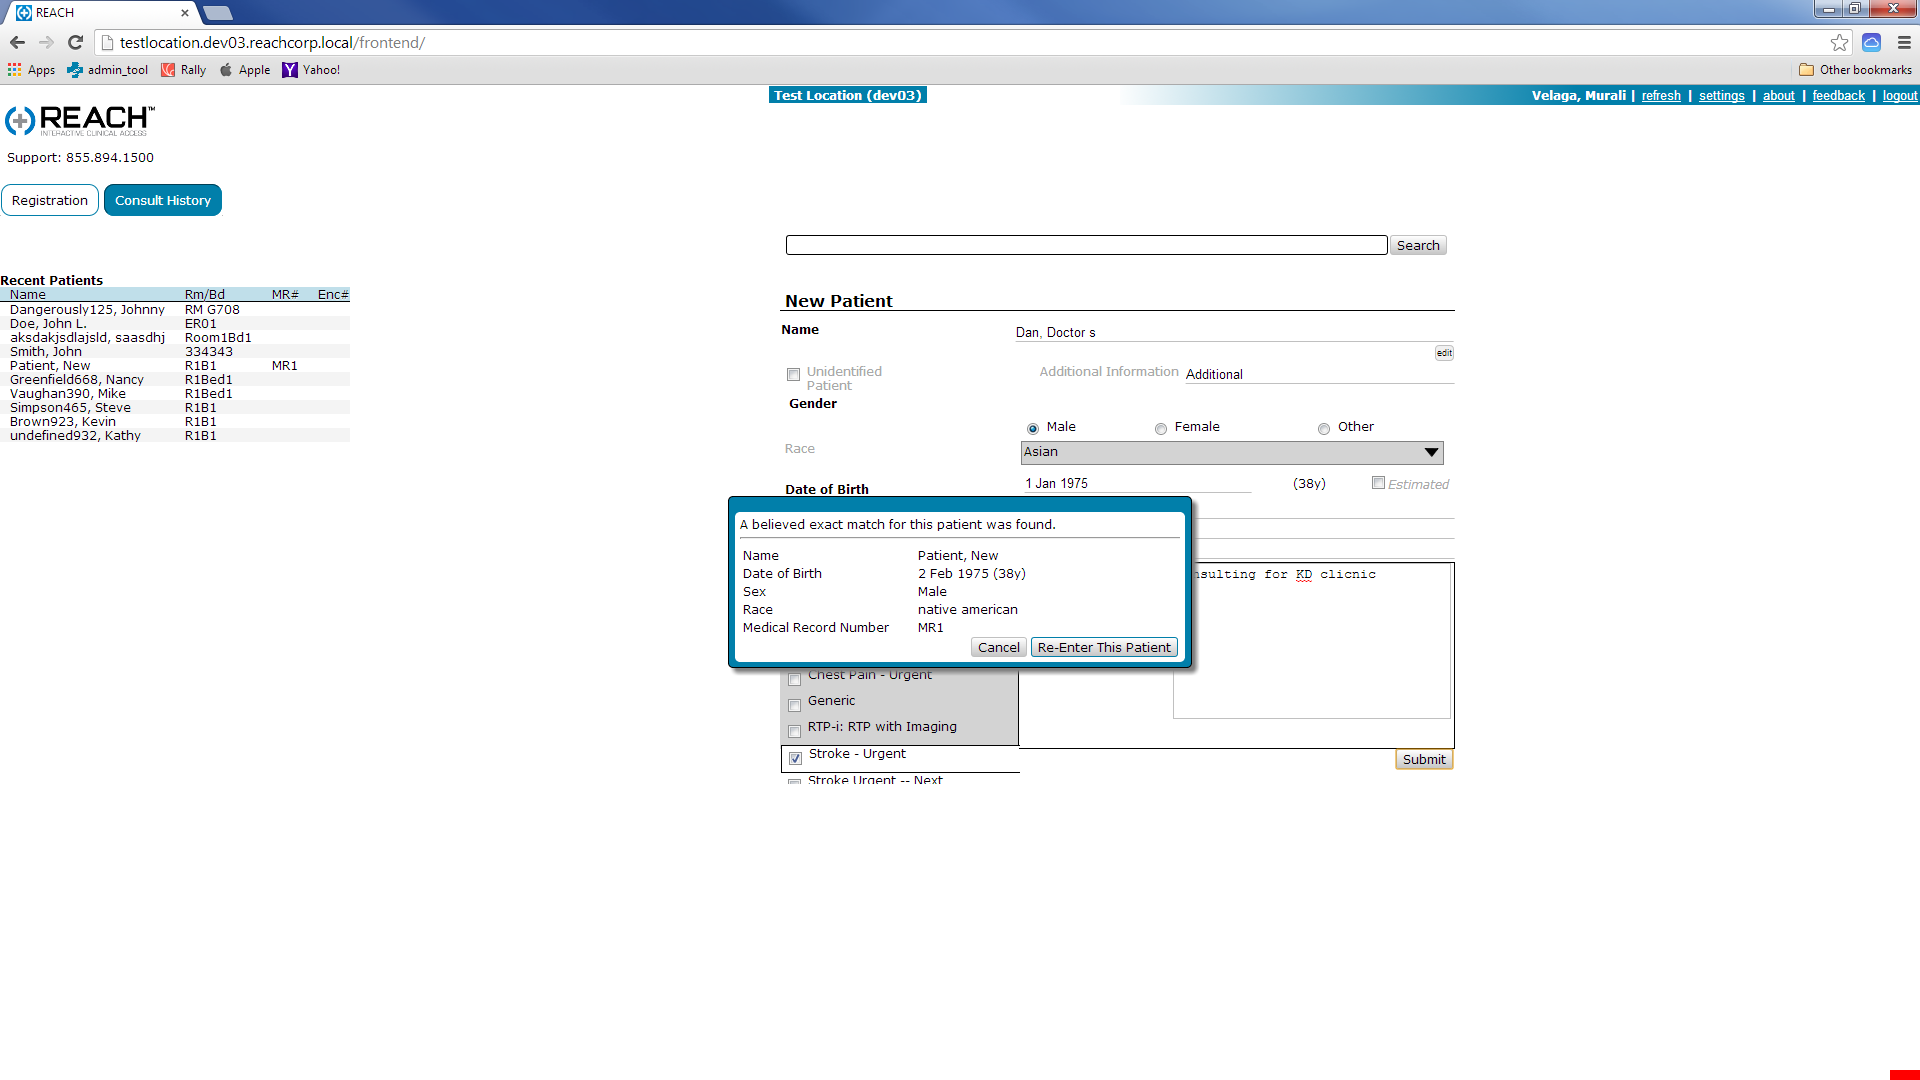 REACH
testlocation.dev03.reachcorp.local/frontend/
Apps admin_tool Rally Apple Yahoo! Other bookmarks
Test Location (dev03) Velaga, Murali | refresh | settings | about | feedback | logout
REACH™
INTERACTIVE CLINICAL ACCESS
Support: 855.894.1500
Registration Consult History
Search
Recent Patients
Name Rm/Bd MR# Enc#
Dangerously125, Johnny RM G708
Doe, John L. ER01
aksdakjsdlajsld, saasdhj Room1Bd1
Smith, John 334343
Patient, New R1B1 MR1
Greenfield668, Nancy R1Bed1
Vaughan390, Mike R1Bed1
Simpson465, Steve R1B1
Brown923, Kevin R1B1
undefined932, Kathy R1B1
New Patient
Name Dan, Doctor s
edit
Unidentified
Patient
Additional Information Additional
Gender
Male Female Other
Race Asian
Date of Birth 1 Jan 1975 (38y) Estimated
A believed exact match for this patient was found.
Name Patient, New
Date of Birth 2 Feb 1975 (38y)
Sex Male
Race native american
Medical Record Number MR1
Cancel Re-Enter This Patient
nsulting for KD clicnic
Chest Pain - Urgent
Generic
RTP-i: RTP with Imaging
Stroke - Urgent
Submit
Stroke Urgent -- Next